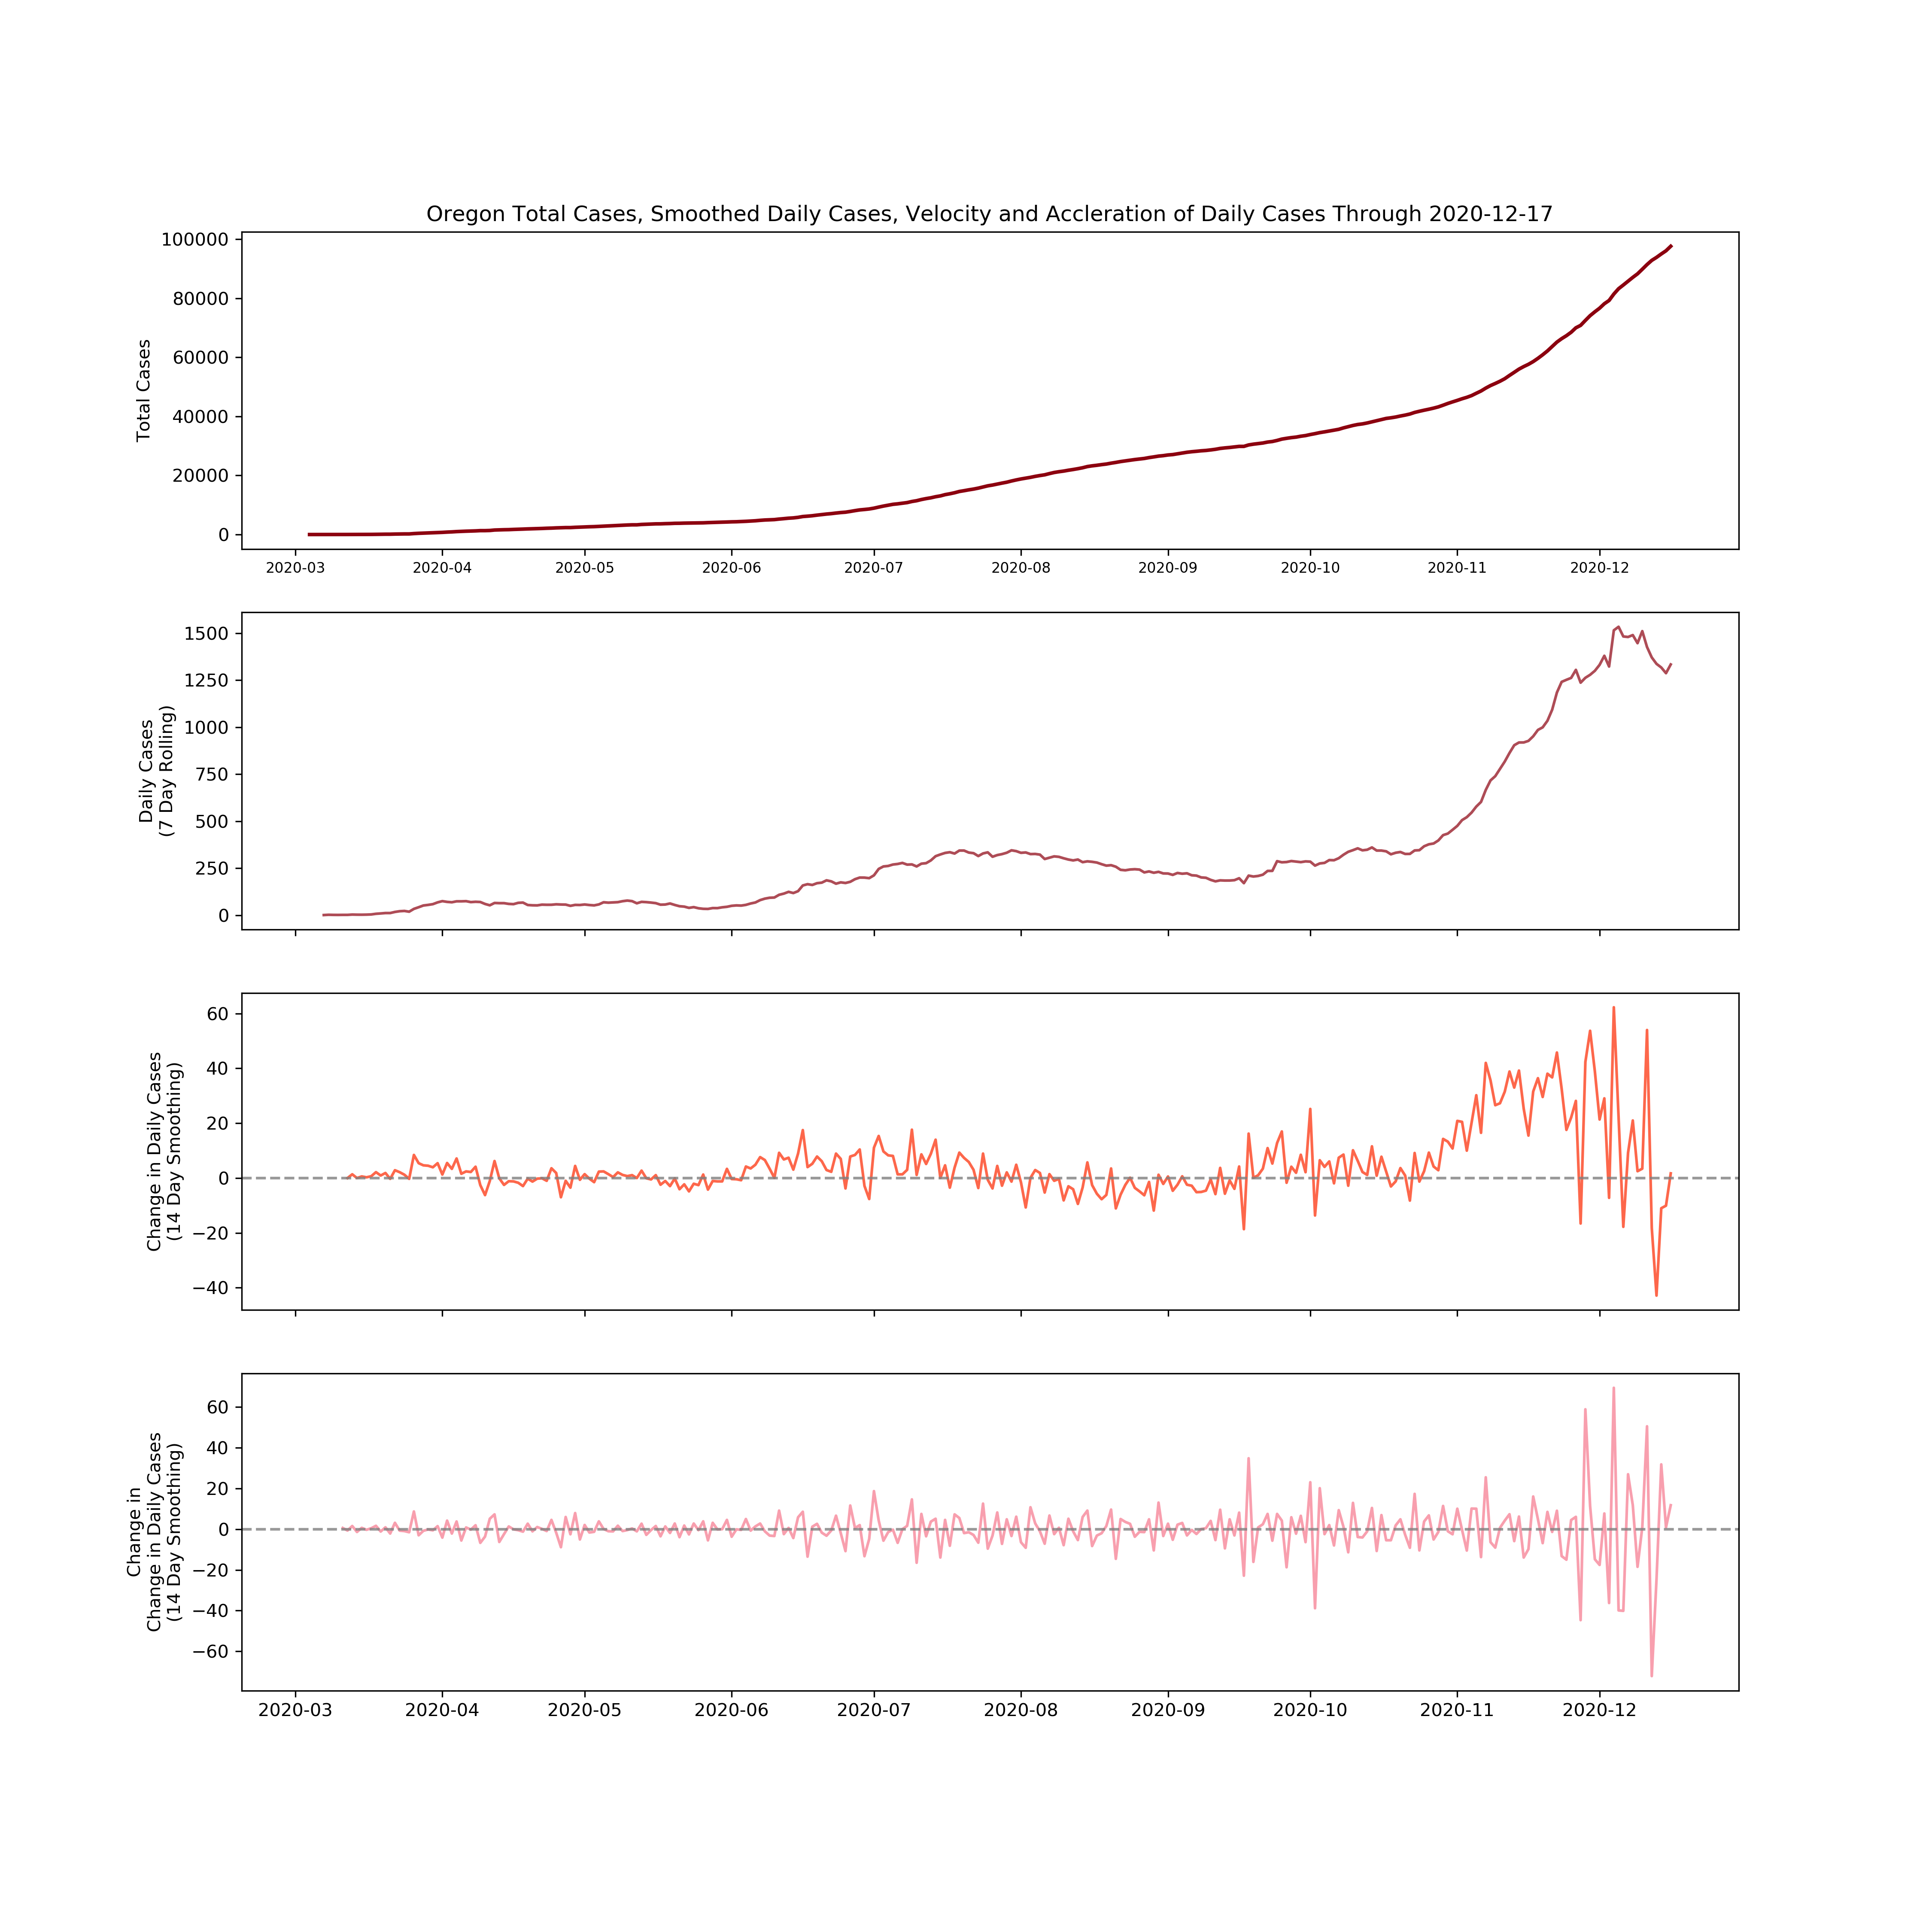 Oregon Total Cases, Smoothed Daily Cases, Velocity and Accleration of Daily Cases Through 2020-12-17
Total Cases
100000
80000
60000
40000
20000
0
2020-03 2020-04 2020-05 2020-06 2020-07 2020-08 2020-09 2020-10 2020-11 2020-12
Daily Cases
(7 Day Rolling)
1500
1250
1000
750
500
250
0
Change in Daily Cases
(14 Day Smoothing)
60
40
20
0
−20
−40
Change in
Change in Daily Cases
(14 Day Smoothing)
60
40
20
0
−20
−40
−60
2020-03 2020-04 2020-05 2020-06 2020-07 2020-08 2020-09 2020-10 2020-11 2020-12